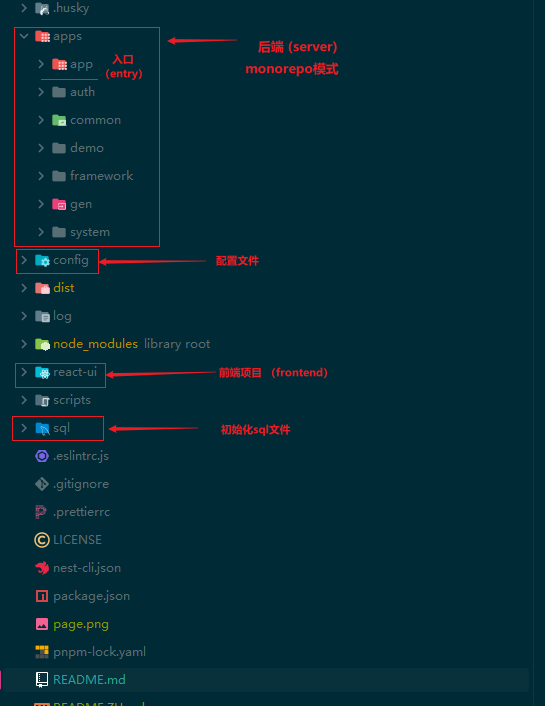 .husky
apps
后端 (server)
monorepo模式
app
入口
（entry）
auth
common
demo
framework
gen
system
config
配置文件
dist
log
node_modules library root
react-ui
前端项目 （frontend）
scripts
sql
初始化sql文件
.eslintrc.js
.gitignore
.prettierrc
LICENSE
nest-cli.json
package.json
page.png
pnpm-lock.yaml
README.md